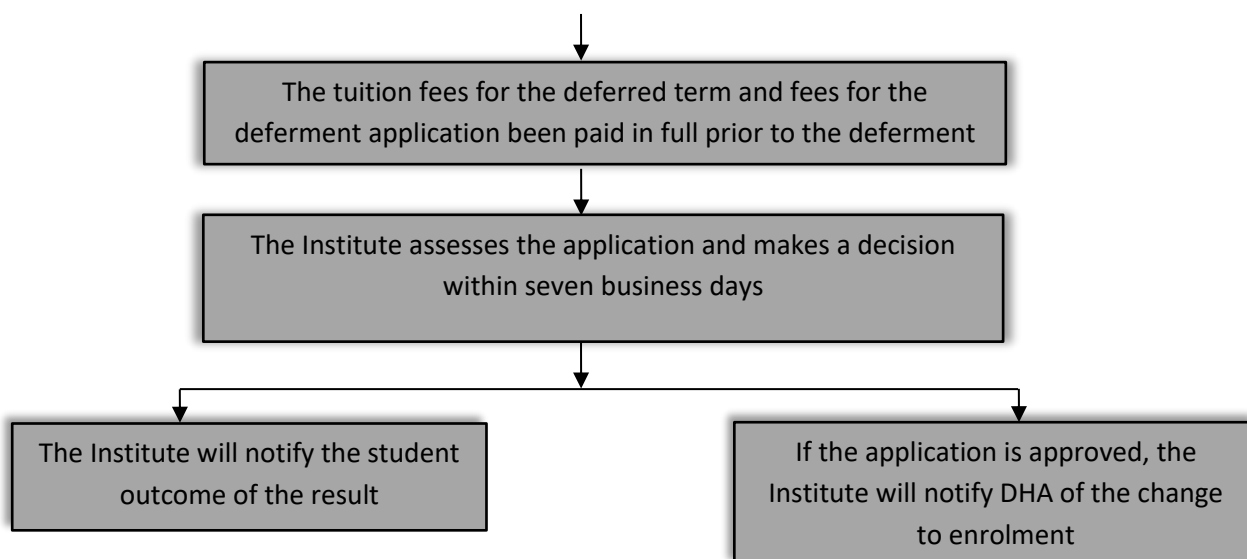 The tuition fees for the deferred term and fees for the
deferment application been paid in full prior to the deferment
The Institute assesses the application and makes a decision
within seven business days
The Institute will notify the student
outcome of the result
If the application is approved, the
Institute will notify DHA of the change
to enrolment